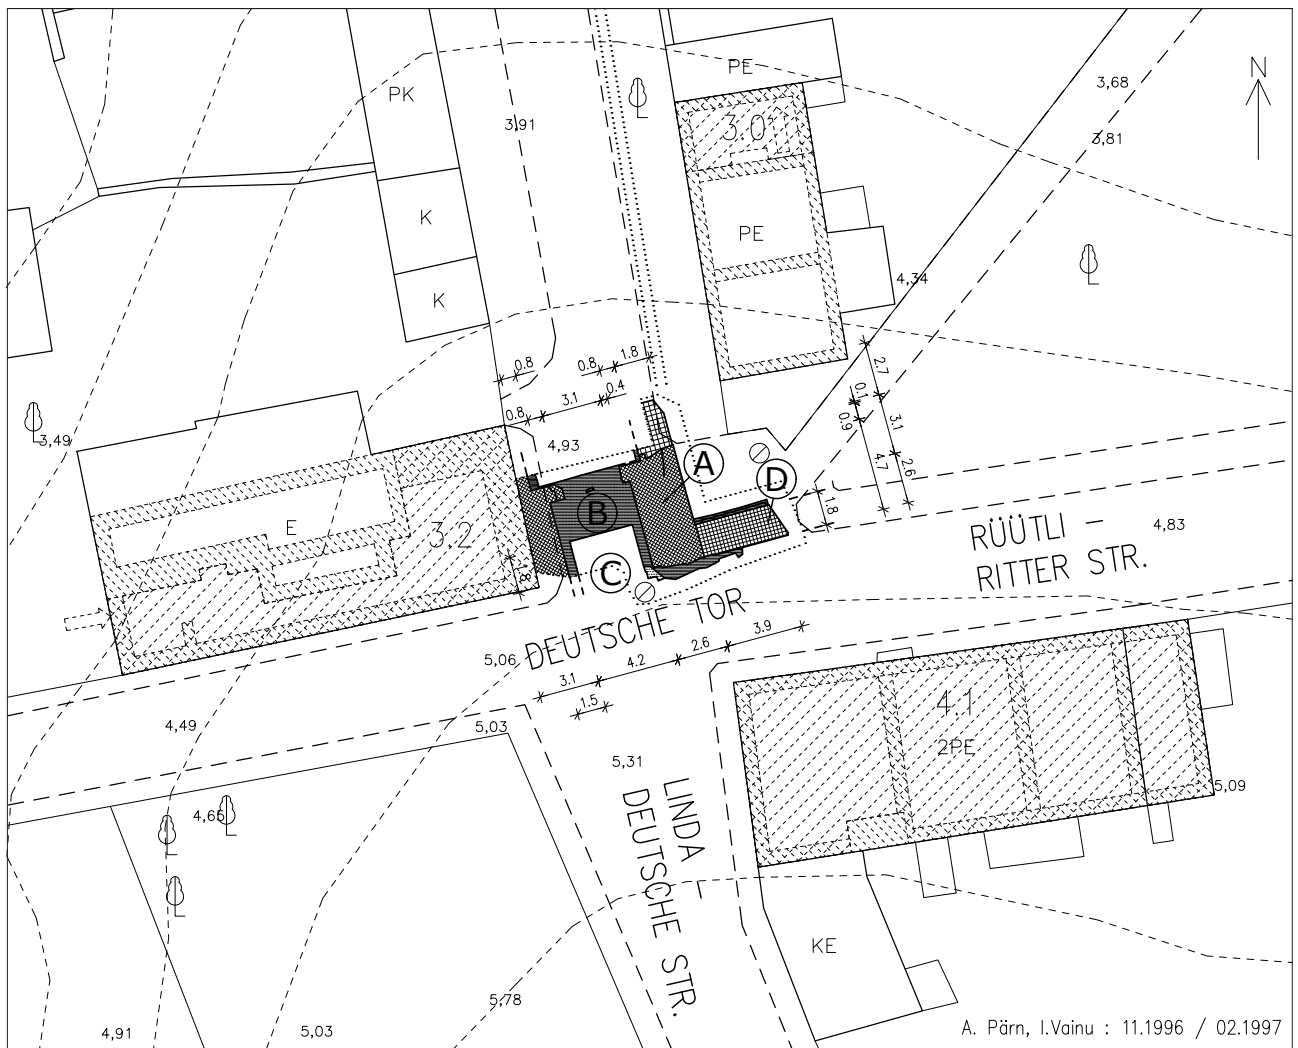 PE
N
PK
3,68
3,91
3.0
3,81
K
PE
4,34
K
0.8
0.8
1.8
2.7
0.4
3.1
0.8
0.1
0.9
3.1
3,49
4,93
A
4.7
2.6
D
1.8
B
E
3.2
RÜÜTLI –
4,83
RITTER STR.
C
1.8
DEUTSCHE TOR
5,06
3.1
4.2
2.6
3.9
1.5
4,49
5,03
4.1
2PE
5,31
LINDA –
DEUTSCHE STR.
5,09
4,65
KE
5,78
4,91
5,03
A. Pärn, I.Vainu : 11.1996 / 02.1997